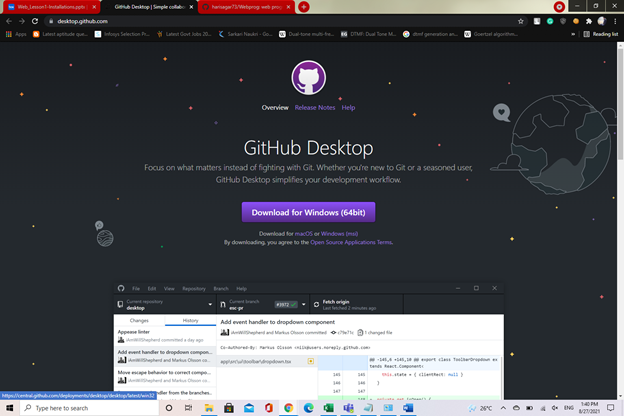 Web_Lesson1-Installations.pptx
GitHub Desktop | Simple collabo
harisagar73/Webprog: web prog
desktop.github.com
Apps
Latest aptitude que...
Infosys Selection Pr...
Latest Govt Jobs 20...
Sarkari Naukri - Go...
Dual tone multi-fre...
DTMF: Dual Tone M...
dtmf generation an...
Goertzel algorithm...
»
Reading list
Overview Release Notes Help
GitHub Desktop
Focus on what matters instead of fighting with Git. Whether you're new to Git or a seasoned user,
GitHub Desktop simplifies your development workflow.
Download for Windows (64bit)
Download for macOS or Windows (msi)
By downloading, you agree to the Open Source Applications Terms.
File Edit View Repository Branch Help
Current repository
desktop
Current branch
esc-pr
#3972
Fetch origin
Last fetched 2 minutes ago
Changes
History
Add event handler to dropdown component
iAmWillShepherd and Markus Olsson committed
c79e71c
1 changed file
Appease linter
iAmWillShepherd committed a day ago
Co-Authored-By: Markus Olsson <niik@users.noreply.github.com>
Add event handler to dropdown compon...
iAmWillShepherd and Markus Olsson co...
app\src\ui\toolbar\dropdown.tsx
@@ -145,6 +145,10 @@ export class ToolbarDropdown ex
tends React.Component<
Move escape behavior to correct compo...
iAmWillShepherd and Markus Olsson co...
145 145 this.state = { clientRect: null }
146 146 }
147 147
handler from the branches...
https://central.github.com/deployments/desktop/desktop/latest/win32
Type here to search
26°C
ENG
1:40 PM
8/27/2021